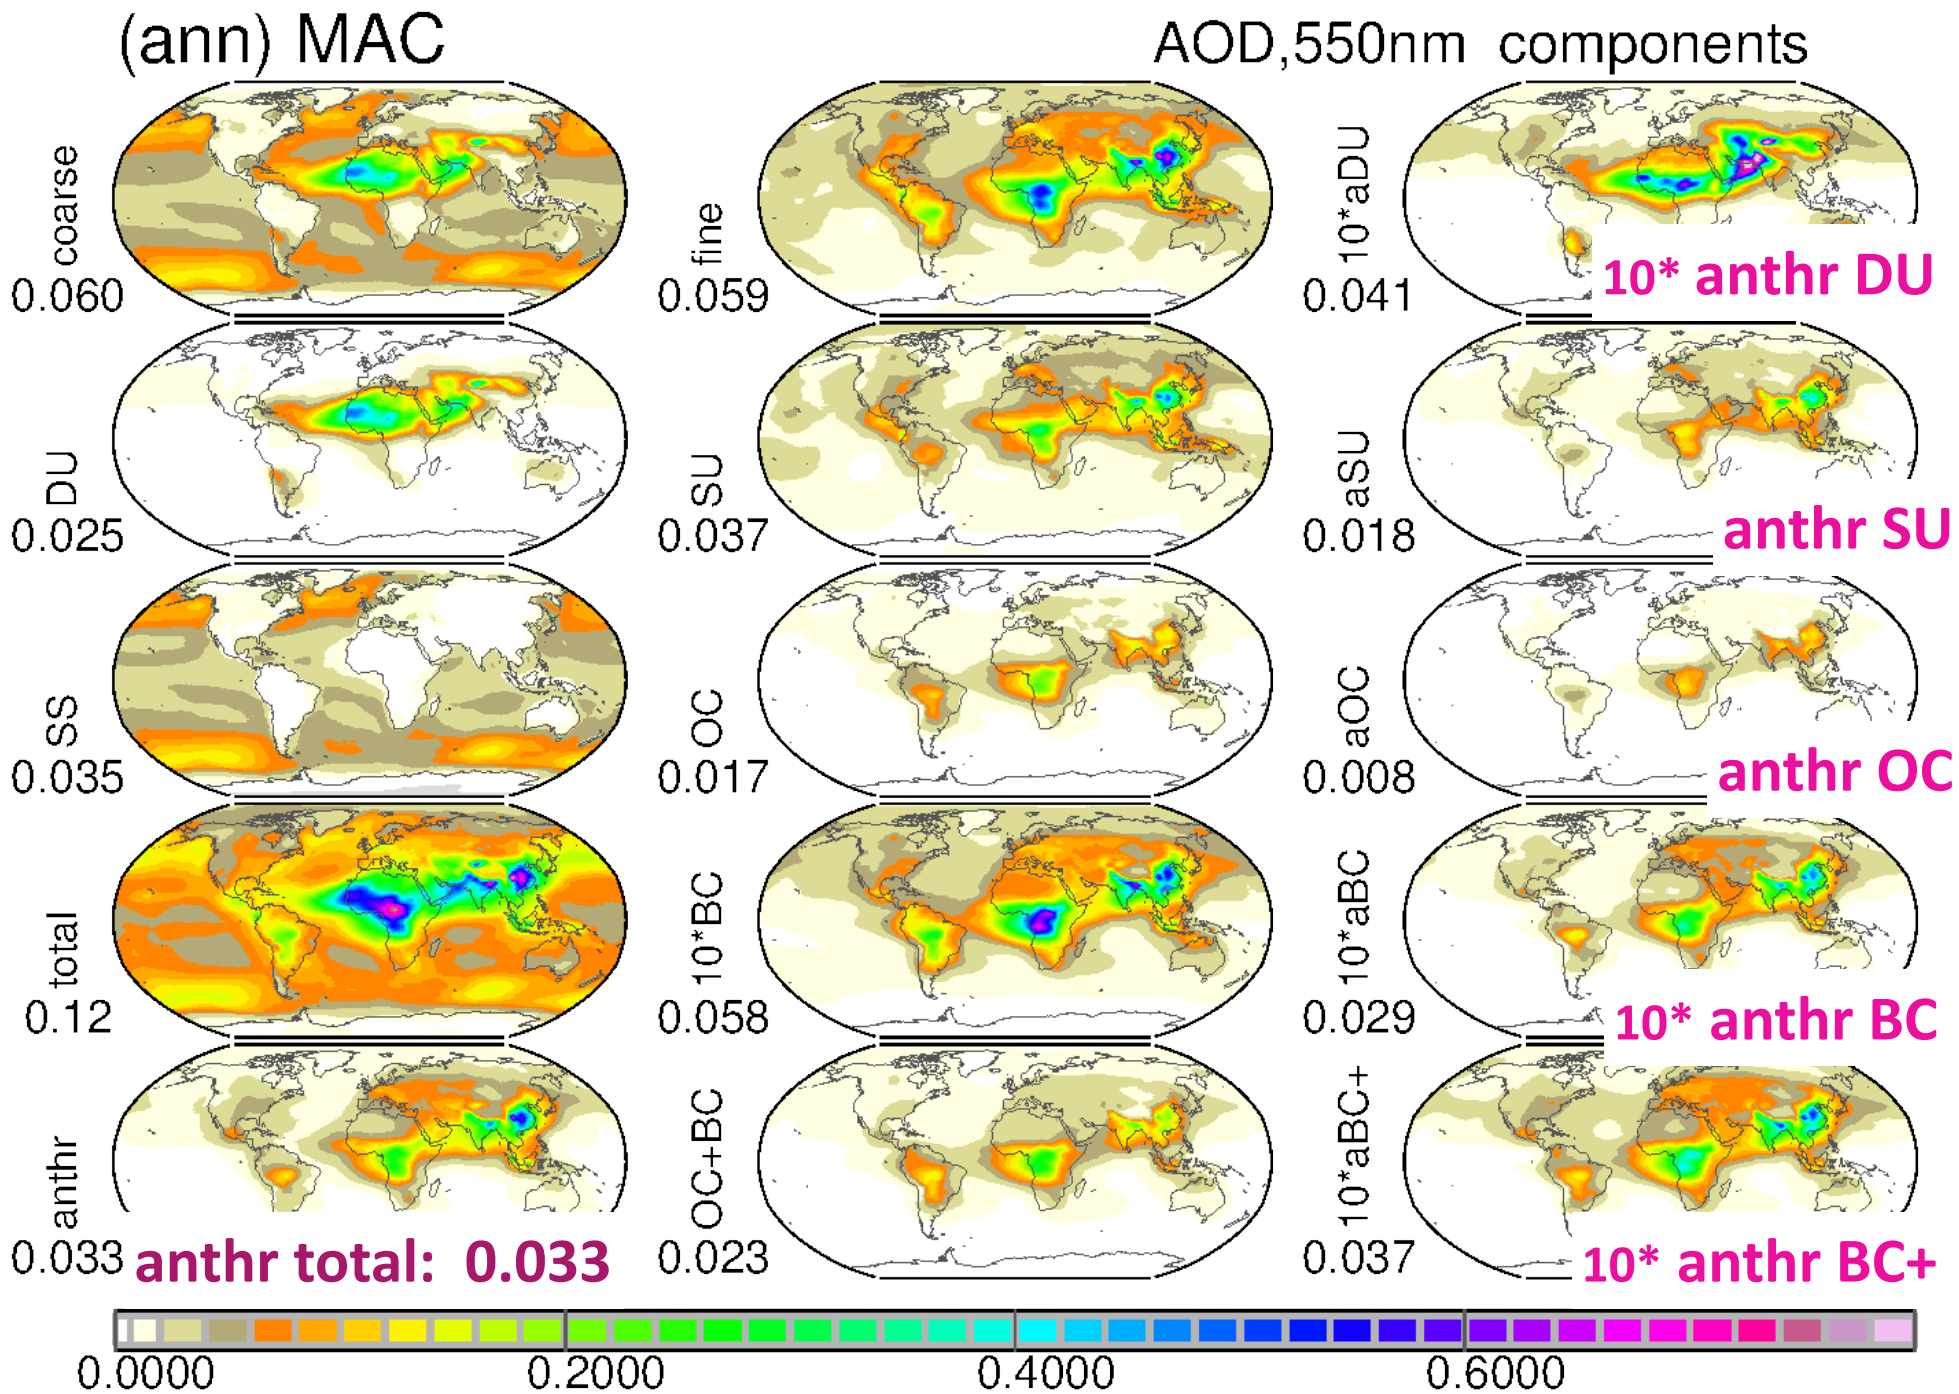 (ann) MAC
AOD,550nm components
coarse
0.060
fine
0.059
10*aDU
0.041
10* anthr DU
DU
0.025
SU
0.037
aSU
0.018
anthr SU
SS
0.035
OC
0.017
aOC
0.008
anthr OC
total
0.12
10*BC
0.058
10*aBC
0.029
10* anthr BC
anthr
0.033
anthr total: 0.033
OC+BC
0.023
10*aBC+
0.037
10* anthr BC+
0.0000 0.2000 0.4000 0.6000